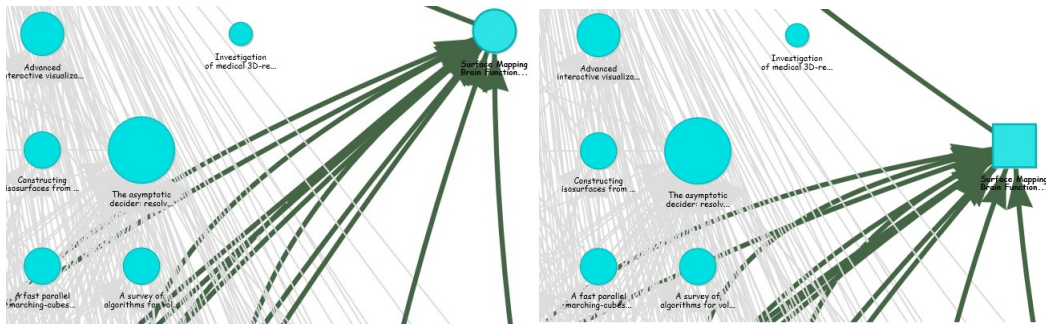 Advanced
interactive visualiza...
Investigation
of medical 3D-re...
Surface Mapping
Brain Function...
Constructing
isosurfaces from ...
The asymptotic
decider: resolv...
A fast parallel
marching-cubes...
A survey of
algorithms for vol...
Advanced
interactive visualiza...
Investigation
of medical 3D-re...
Constructing
isosurfaces from ...
The asymptotic
decider: resolv...
Surface Mapping
Brain Function...
A fast parallel
marching-cubes...
A survey of
algorithms for vol...